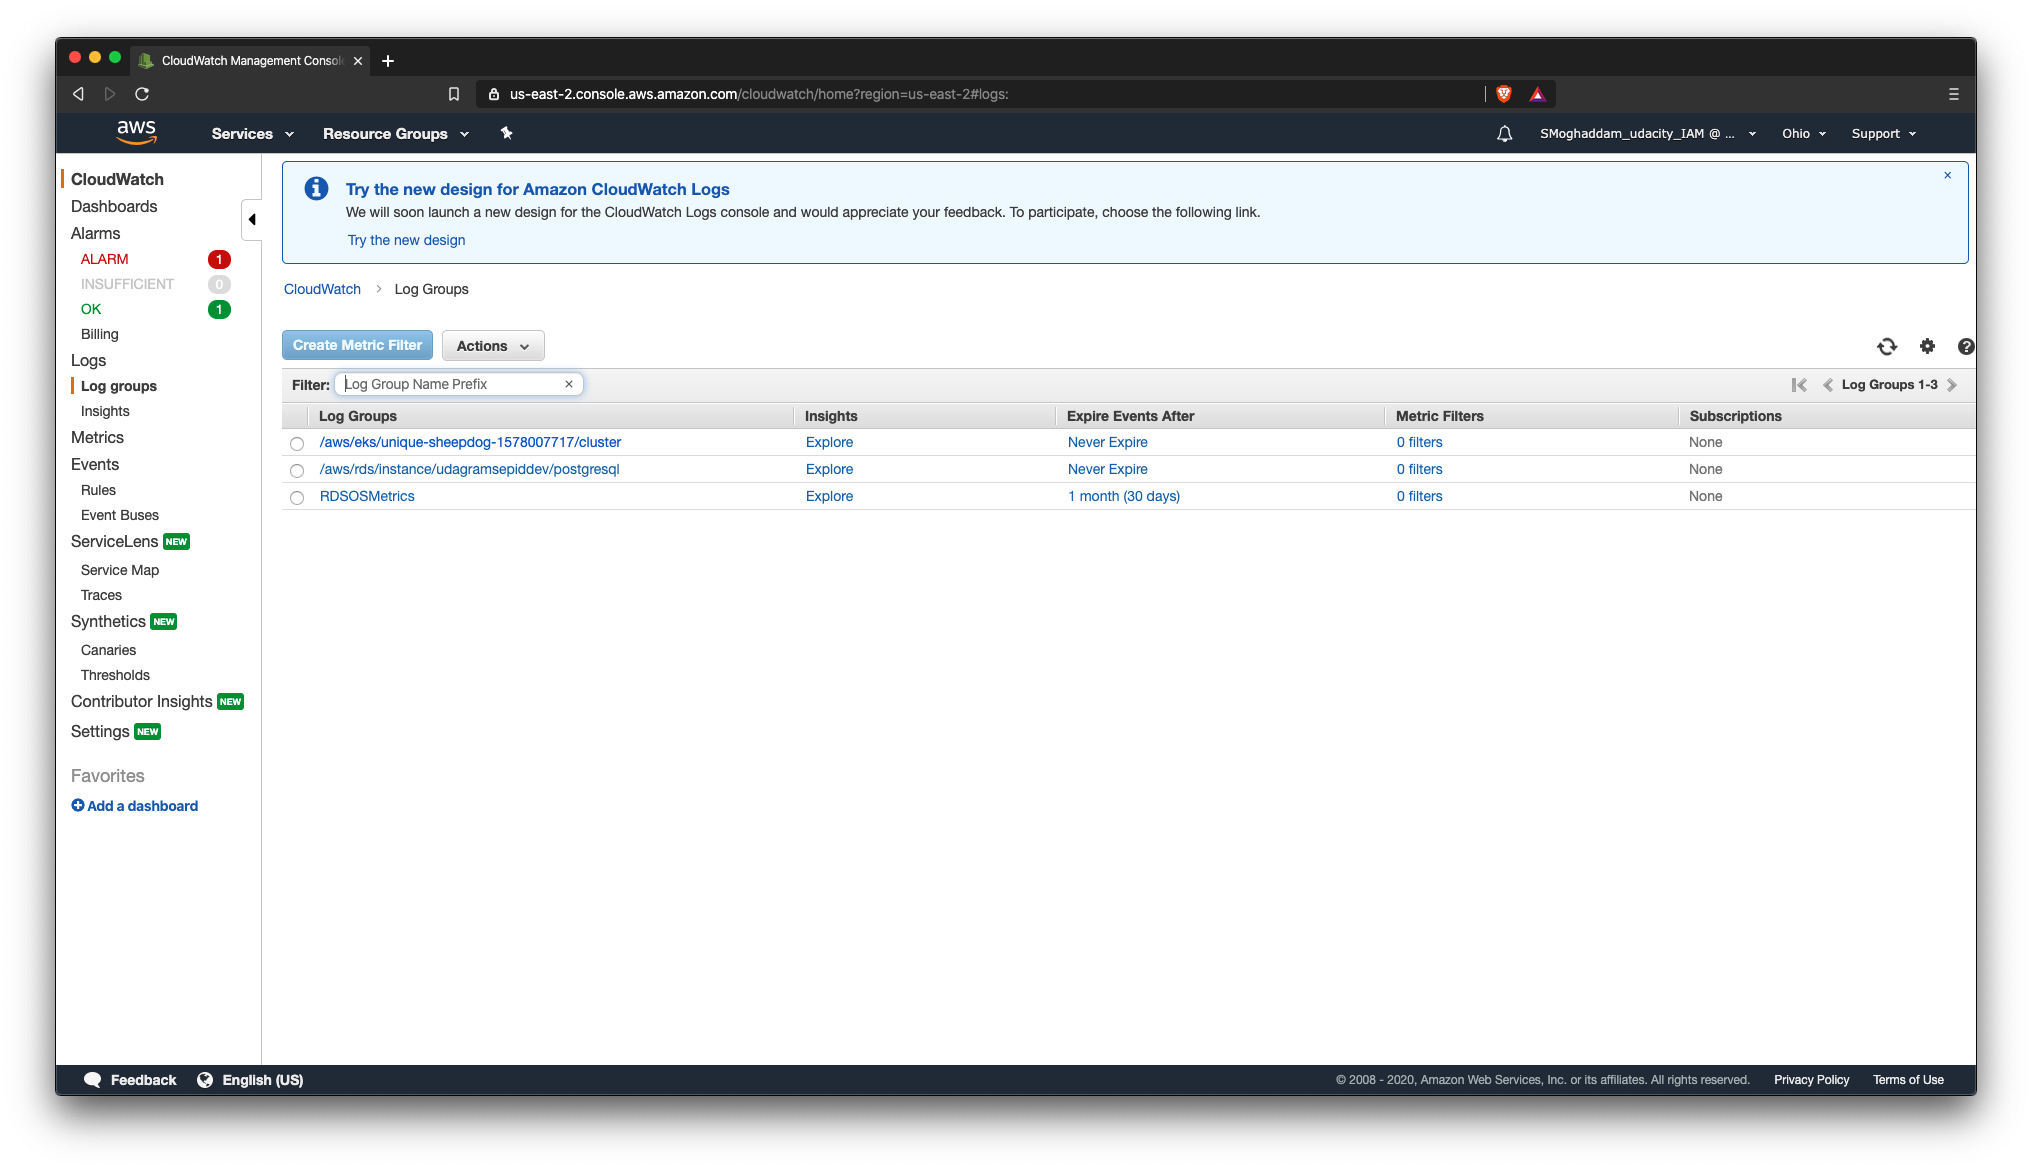 CloudWatch Management Consol
us-east-2.console.aws.amazon.com/cloudwatch/home?region=us-east-2#logs:
aws Services Resource Groups SMoghaddam_udacity_IAM @ ... Ohio Support
CloudWatch
Dashboards
Alarms
ALARM 1
INSUFFICIENT 0
OK 1
Billing
Logs
Log groups
Insights
Metrics
Events
Rules
Event Buses
ServiceLens NEW
Service Map
Traces
Synthetics NEW
Canaries
Thresholds
Contributor Insights NEW
Settings NEW
Favorites
Add a dashboard
Try the new design for Amazon CloudWatch Logs
We will soon launch a new design for the CloudWatch Logs console and would appreciate your feedback. To participate, choose the following link.
Try the new design
CloudWatch > Log Groups
Create Metric Filter Actions
Filter: Log Group Name Prefix Log Groups 1-3
Log Groups Insights Expire Events After Metric Filters Subscriptions
/aws/eks/unique-sheepdog-1578007717/cluster Explore Never Expire 0 filters None
/aws/rds/instance/udagramsepiddev/postgresql Explore Never Expire 0 filters None
RDSOSMetrics Explore 1 month (30 days) 0 filters None
Feedback English (US) © 2008 - 2020, Amazon Web Services, Inc. or its affiliates. All rights reserved. Privacy Policy Terms of Use